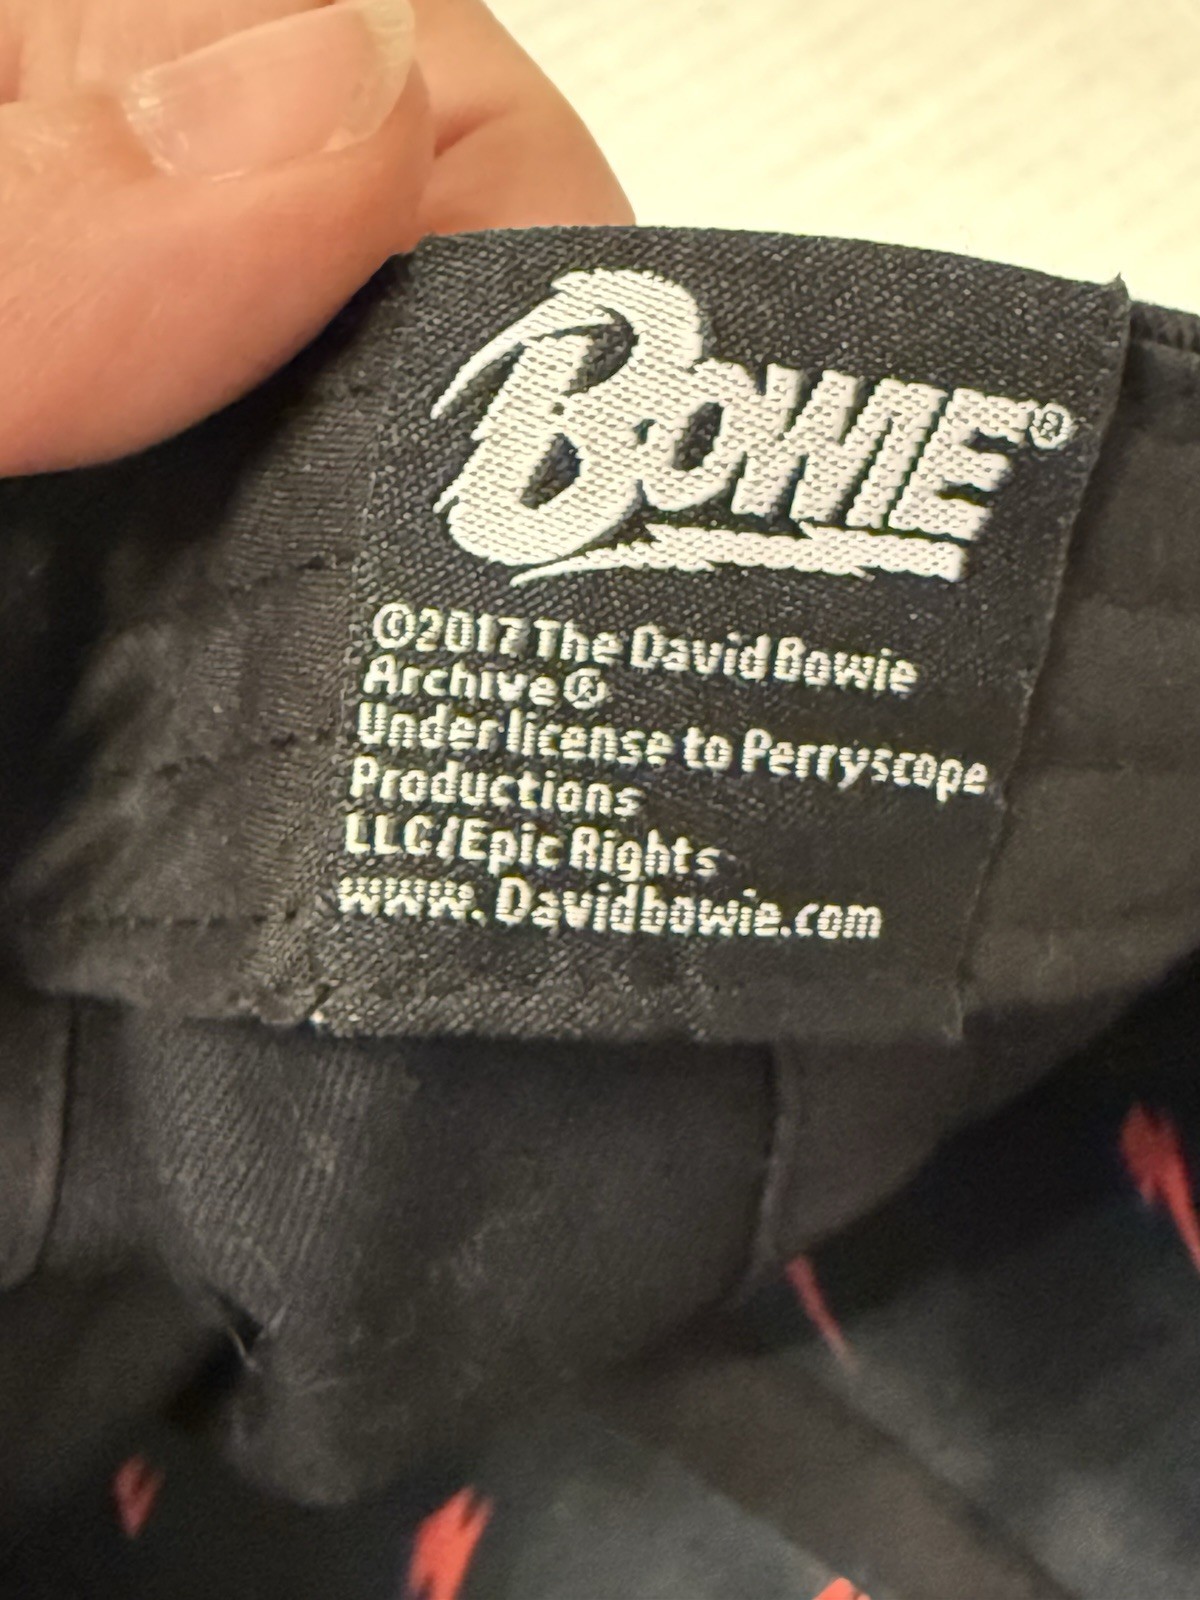 BOWIE®
©2017 The David Bowie
Archive®
Under license to Perryscope
Productions
LLC/Epic Rights
www. Davidbowie.com